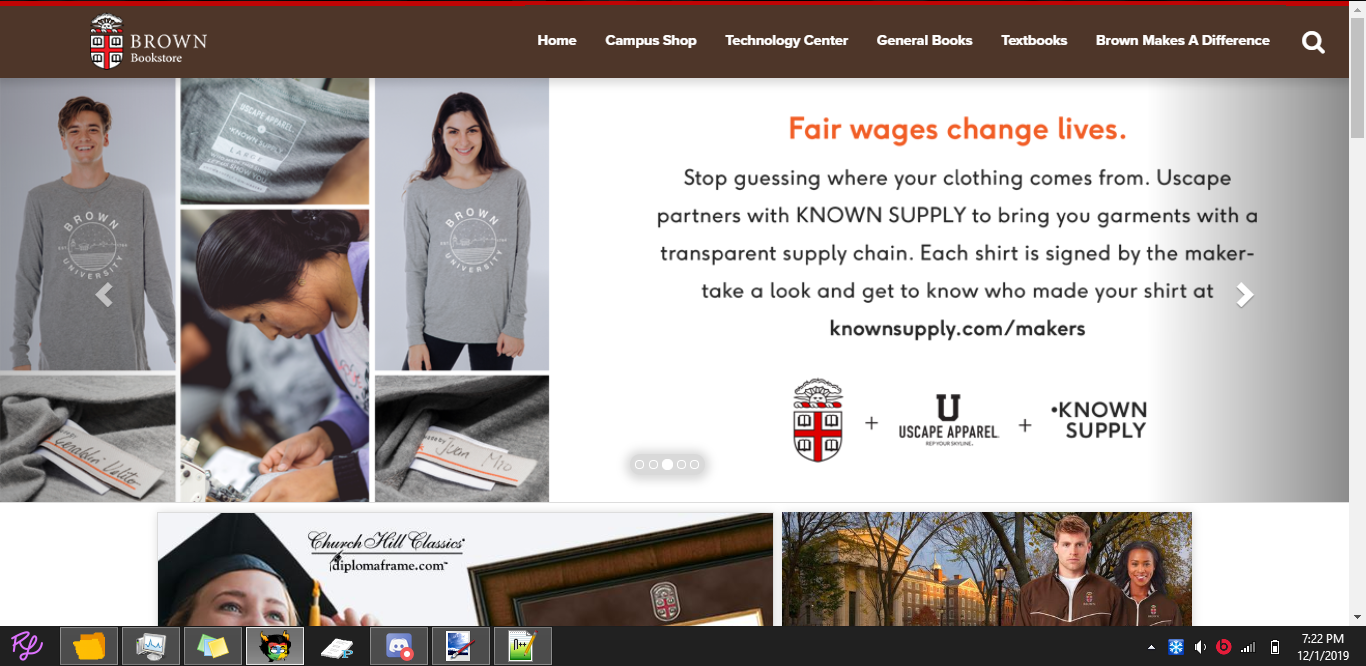 BROWN
Bookstore
Home
Campus Shop
Technology Center
General Books
Textbooks
Brown Makes A Difference
USCAPE APPAREL
KNOWN SUPPLY
LARGE
BROWN
UNIVERSITY
BROWN
UNIVERSITY
Fair wages change lives.
Stop guessing where your clothing comes from. Uscape
partners with KNOWN SUPPLY to bring you garments with a
transparent supply chain. Each shirt is signed by the maker-
take a look and get to know who made your shirt at
knownsupply.com/makers
+
U
USCAPE APPAREL
REP YOUR SKYLINE.
+
•KNOWN
SUPPLY
Juan
Church Hill Classics
diplomaframe.com™
BROWN
BROWN
7:22 PM
12/1/2019